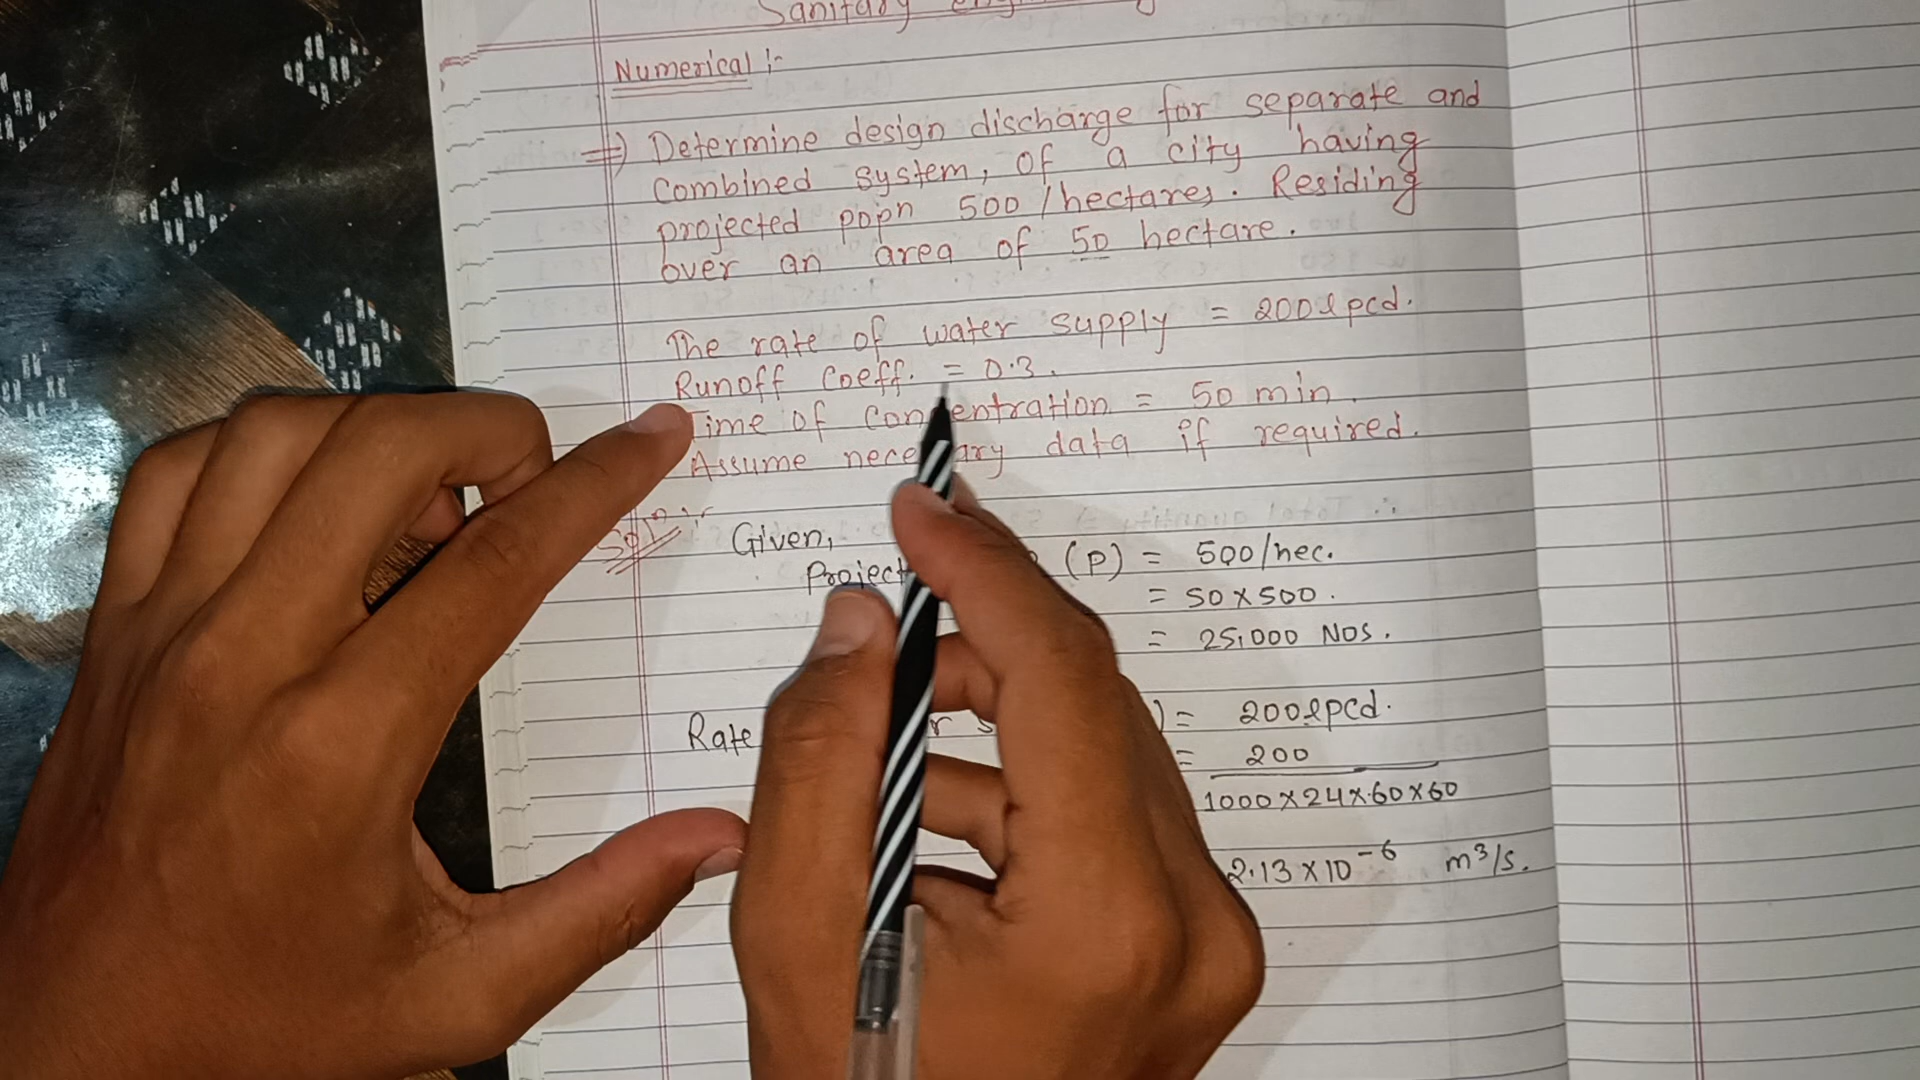 Sanitary
Numerical :-
⇒ Determine design discharge for separate and
combined system, of a city having
projected popn 500 / hectares. Residing
over an area of 50 hectare.
The rate of water supply = 200 lpcd.
Runoff coeff. = 0.3.
Time of Concentration = 50 min.
Assume data if required.
Soln :-
Given,
(P) = 500/hec.
= 50 x 500.
= 25,000 Nos.
Rate ) = 200 lpcd.
= 200
1000 x 24 x 60 x 60
2.13 x 10⁻⁶ m³/s.